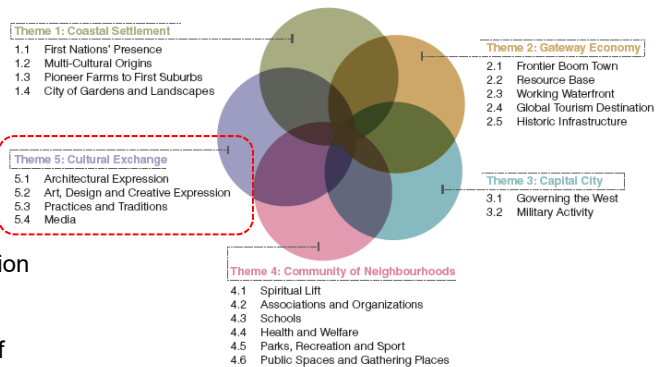 Theme 1: Coastal Settlement
1.1 First Nations' Presence
1.2 Multi-Cultural Origins
1.3 Pioneer Farms to First Suburbs
1.4 City of Gardens and Landscapes
Theme 2: Gateway Economy
2.1 Frontier Boom Town
2.2 Resource Base
2.3 Working Waterfront
2.4 Global Tourism Destination
2.5 Historic Infrastructure
Theme 5: Cultural Exchange
5.1 Architectural Expression
5.2 Art, Design and Creative Expression
5.3 Practices and Traditions
5.4 Media
Theme 3: Capital City
3.1 Governing the West
3.2 Military Activity
ion
f
Theme 4: Community of Neighbourhoods
4.1 Spiritual Lift
4.2 Associations and Organizations
4.3 Schools
4.4 Health and Welfare
4.5 Parks, Recreation and Sport
4.6 Public Spaces and Gathering Places